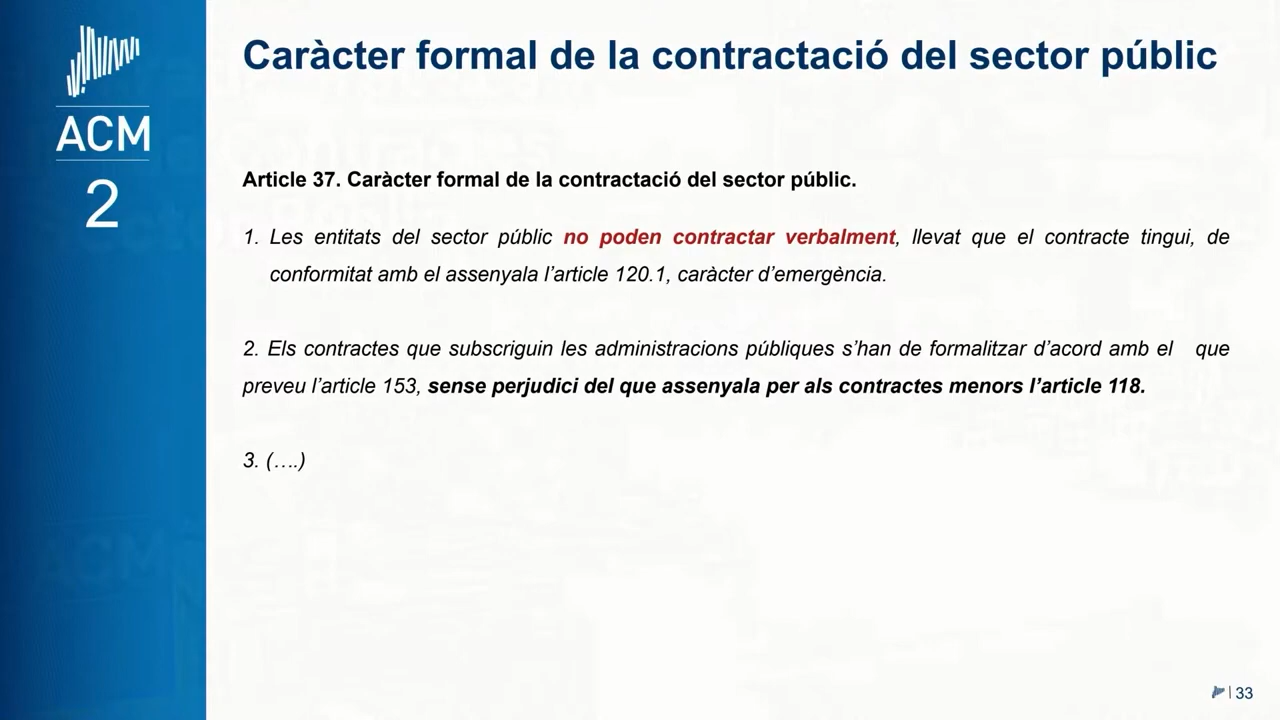 ACM
2
Caràcter formal de la contractació del sector públic
Article 37. Caràcter formal de la contractació del sector públic.
1. Les entitats del sector públic no poden contractar verbalment, llevat que el contracte tingui, de
conformitat amb el assenyala l’article 120.1, caràcter d’emergència.
2. Els contractes que subscriguin les administracions públiques s’han de formalitzar d’acord amb el que
preveu l’article 153, sense perjudici del que assenyala per als contractes menors l’article 118.
3. (….)
33